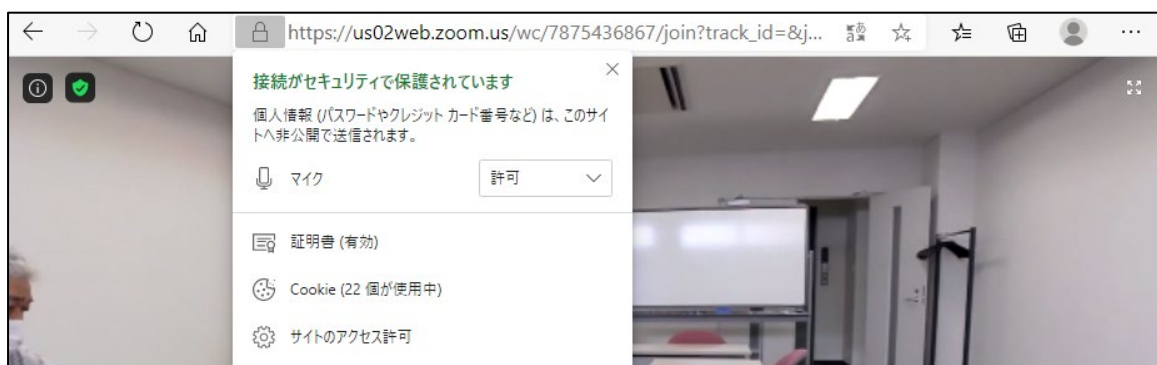 https://us02web.zoom.us/wc/7875436867/join?track_id=&j...
接続がセキュリティで保護されています
個人情報 (パスワードやクレジット カード番号など) は、このサイ
トへ非公開で送信されます。
マイク 許可
証明書 (有効)
Cookie (22 個が使用中)
サイトのアクセス許可